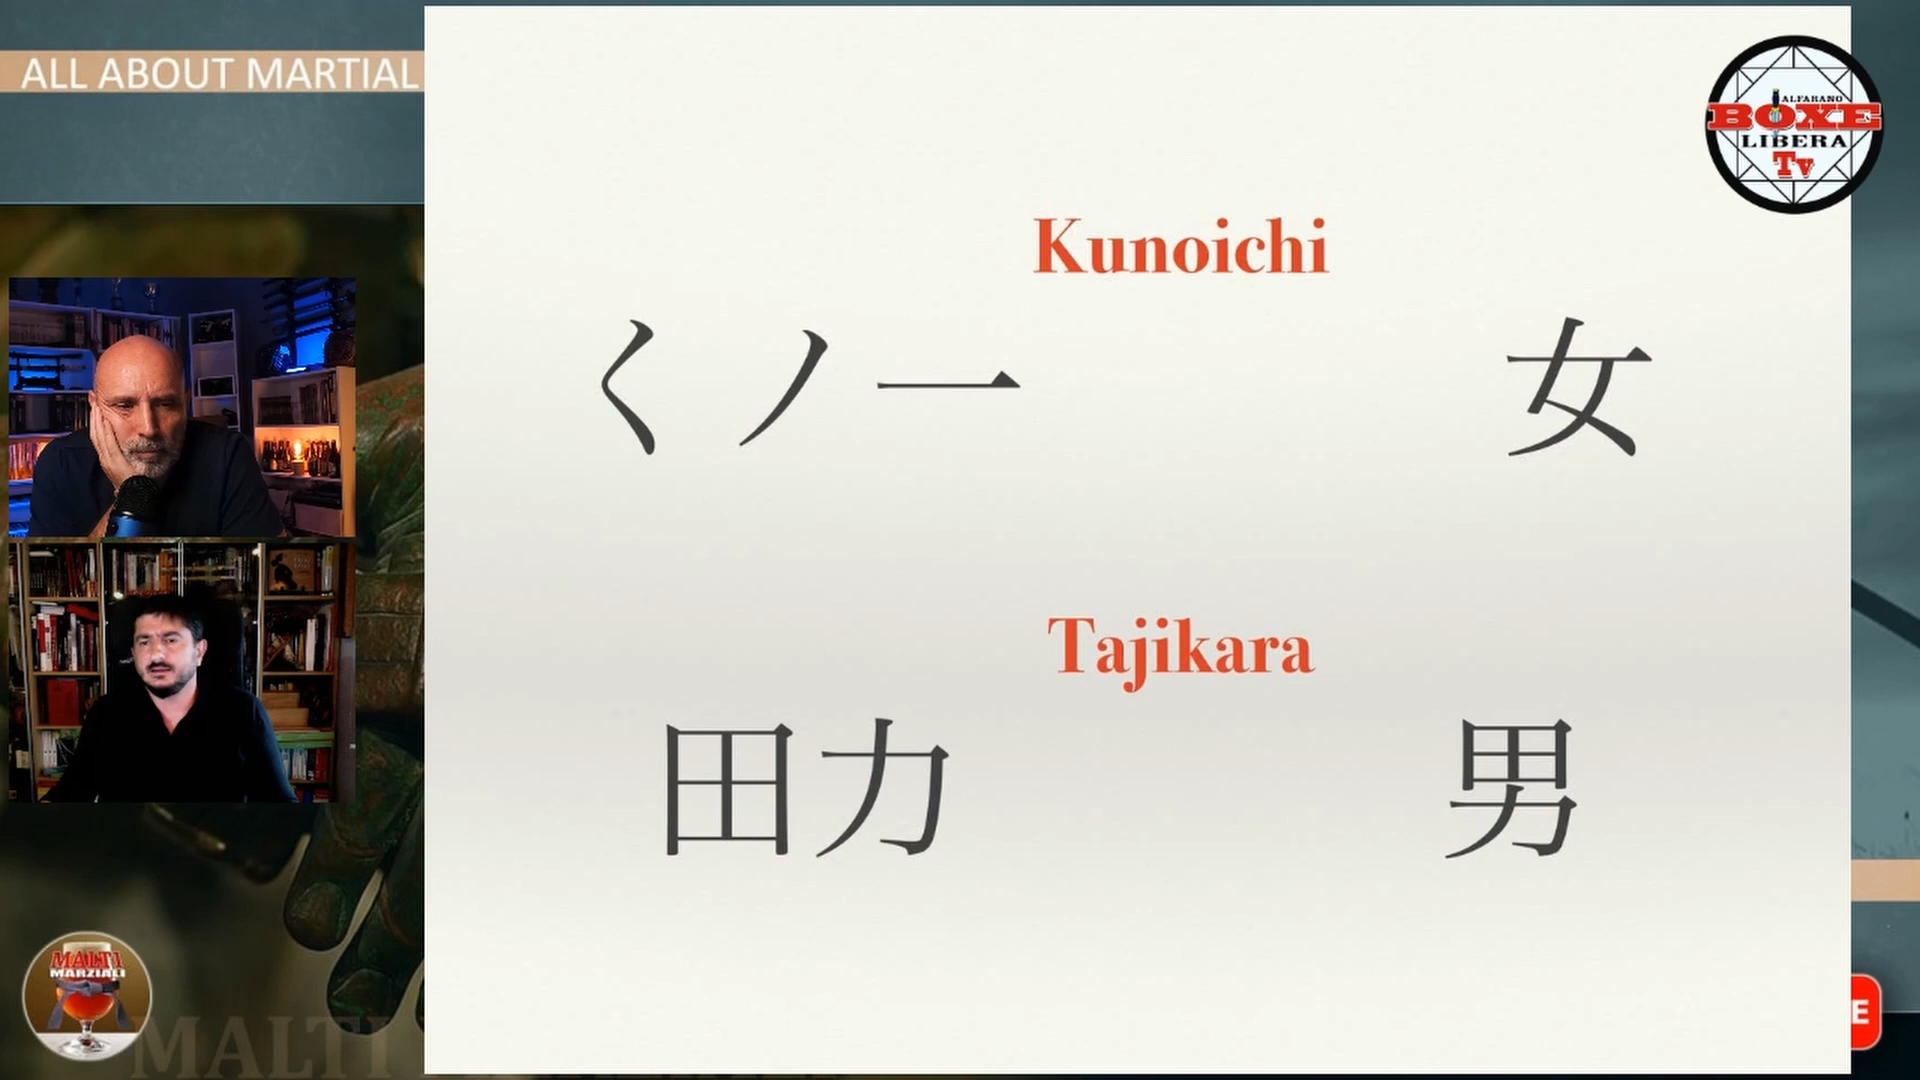 ALL ABOUT MARTIAL
ALFARANO
BOXE
LIBERA
Tv
Kunoichi
くノ一 女
Tajikara
田力 男
MALTI
MARZIALI
MALTI
E